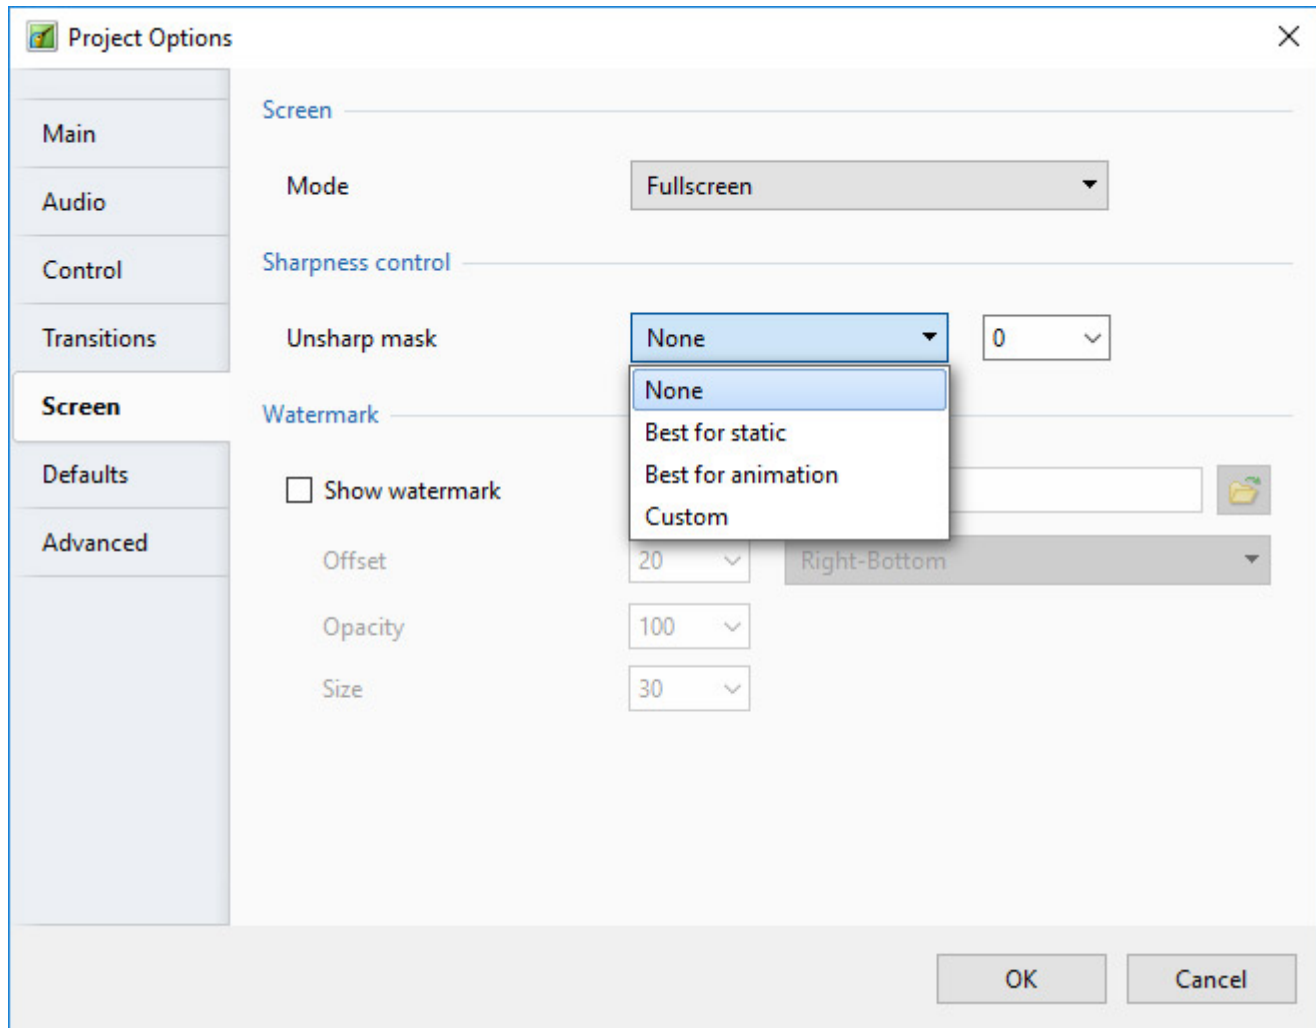 Project Options
Main
Audio
Control
Transitions
Screen
Defaults
Advanced
Screen
Mode Fullscreen
Sharpness control
Unsharp mask None 0
None
Best for static
Best for animation
Custom
Watermark
Show watermark
Offset 20 Right-Bottom
Opacity 100
Size 30
OK Cancel